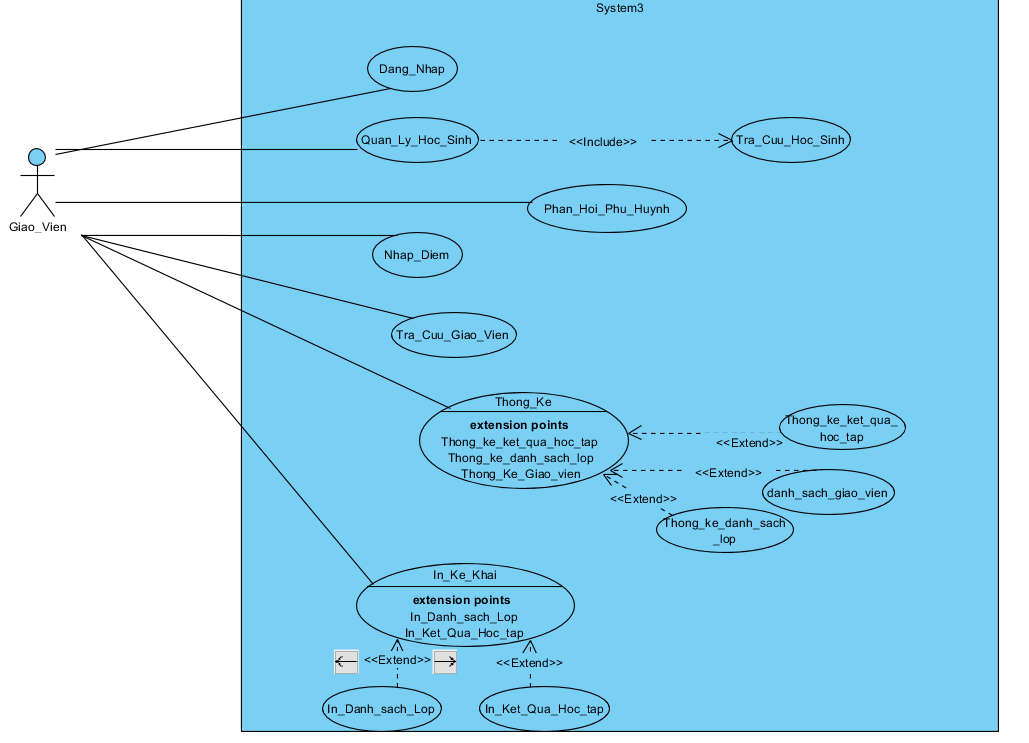 System3
Dang_Nhap
Quan_Ly_Hoc_Sinh
<<Include>>
Tra_Cuu_Hoc_Sinh
Giao_Vien
Phan_Hoi_Phu_Huynh
Nhap_Diem
Tra_Cuu_Giao_Vien
Thong_Ke
extension points
Thong_ke_ket_qua_hoc_tap
Thong_ke_danh_sach_lop
Thong_Ke_Giao_vien
Thong_ke_ket_qua_
hoc_tap
<<Extend>>
<<Extend>>
danh_sach_giao_vien
<<Extend>>
Thong_ke_danh_sach
_lop
In_Ke_Khai
extension points
In_Danh_sach_Lop
In_Ket_Qua_Hoc_tap
<<Extend>>
<<Extend>>
In_Danh_sach_Lop
In_Ket_Qua_Hoc_tap